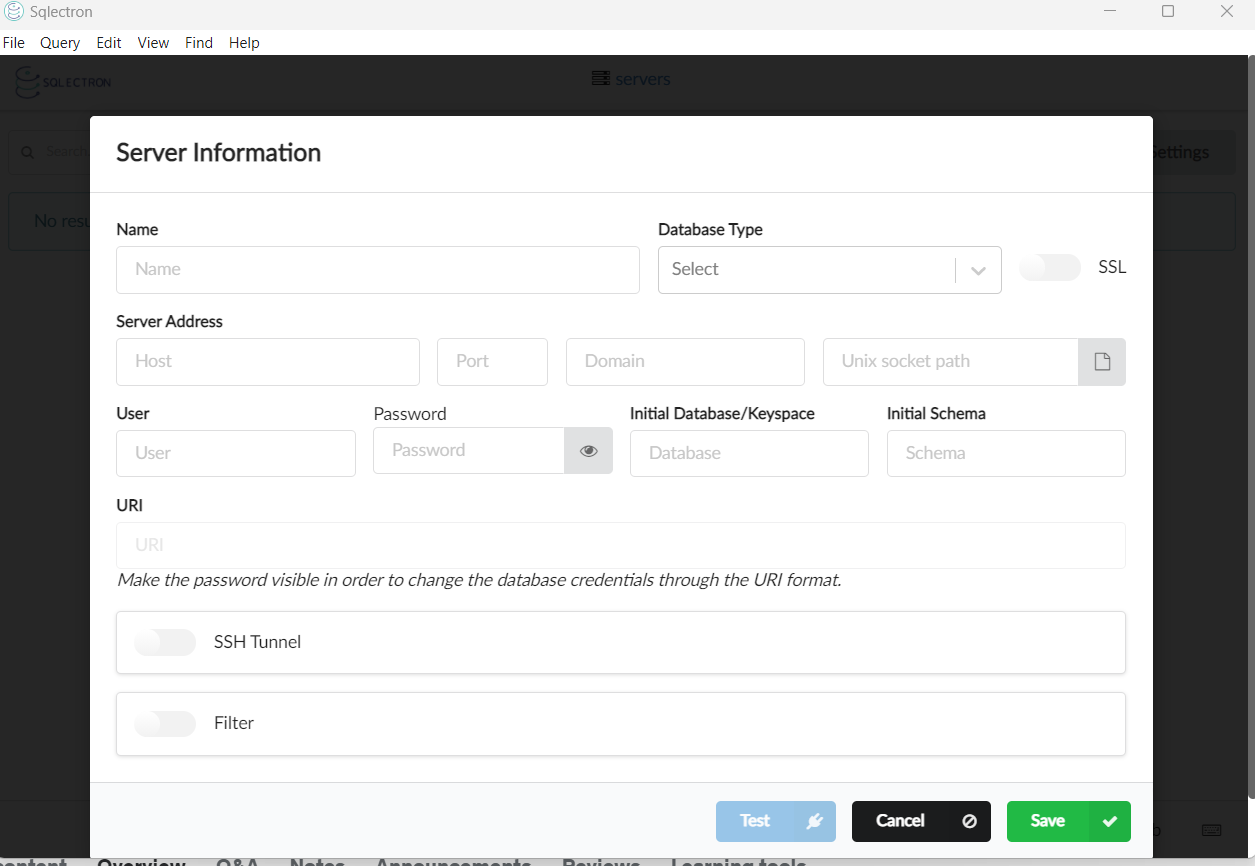 Sqlectron
File Query Edit View Find Help
SQLECTRON servers
Search
Settings
No resu
Server Information
Name Database Type
Name Select SSL
Server Address
Host Port Domain Unix socket path
User Password Initial Database/Keyspace Initial Schema
User Password Database Schema
URI
URI
Make the password visible in order to change the database credentials through the URI format.
SSH Tunnel
Filter
Test Cancel Save
Overview Q&A Notes Announcements Reviews Learning tools